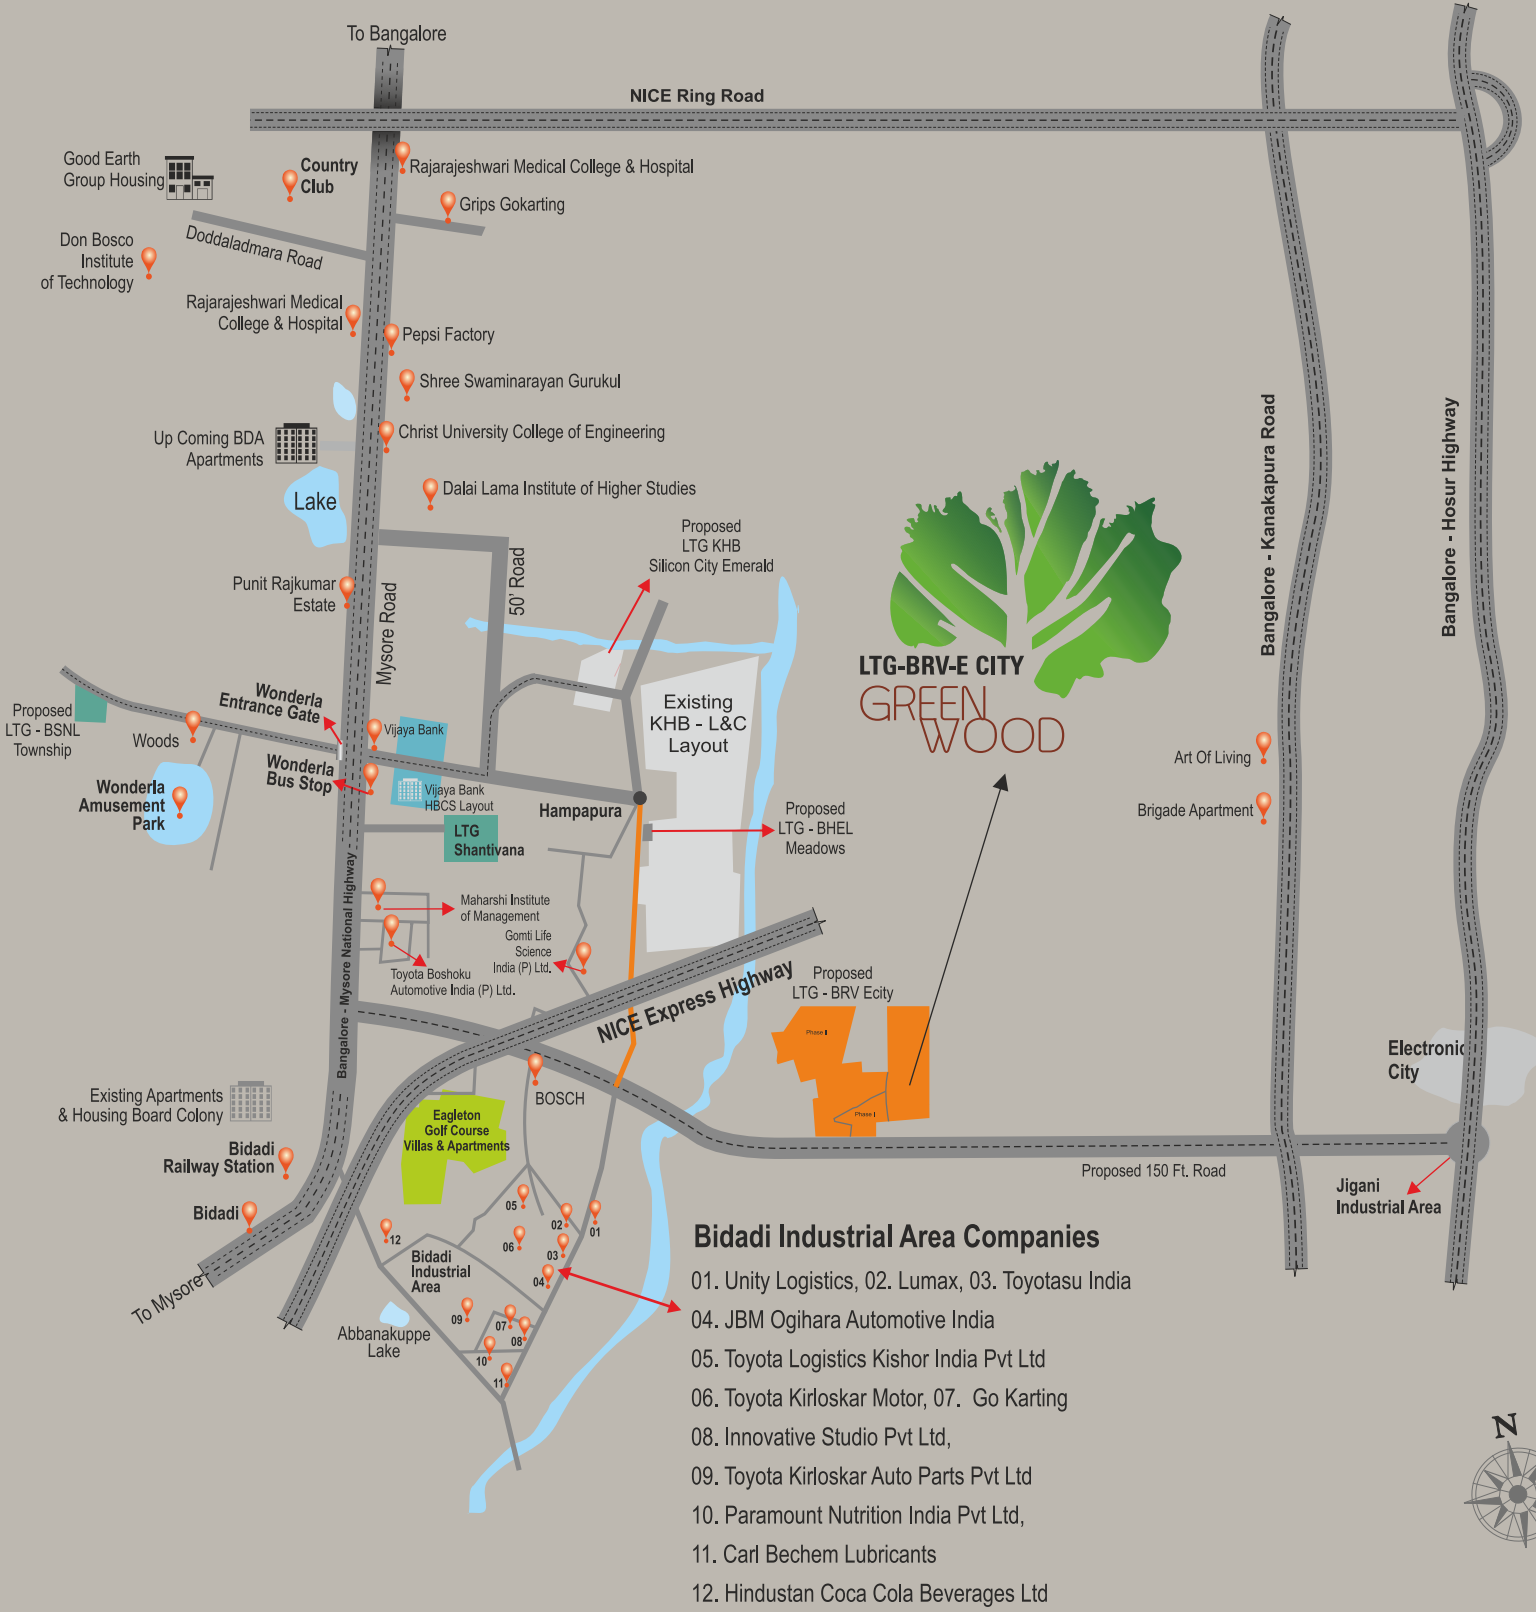 To Bangalore
NICE Ring Road
Good Earth
Group Housing
Country
Club
Rajarajeshwari Medical College & Hospital
Grips Gokarting
Doddaladmara Road
Don Bosco
Institute
of Technology
Rajarajeshwari Medical
College & Hospital
Pepsi Factory
Shree Swaminarayan Gurukul
Up Coming BDA
Apartments
Christ University College of Engineering
Lake
Dalai Lama Institute of Higher Studies
Proposed
LTG KHB
Silicon City Emerald
50' Road
Punit Rajkumar
Estate
Mysore Road
Bangalore - Kanakapura Road
Bangalore - Hosur Highway
LTG-BRV-E CITY
GREEN
WOOD
Proposed
LTG - BSNL
Township
Wonderla
Entrance Gate
Woods
Vijaya Bank
Existing
KHB - L&C
Layout
Wonderla
Bus Stop
Wonderla
Amusement
Park
Vijaya Bank
HBCS Layout
Hampapura
Art Of Living
Brigade Apartment
Proposed
LTG - BHEL
Meadows
LTG
Shantivana
Bangalore - Mysore National Highway
Maharshi Institute
of Management
Gomti Life
Science
India (P) Ltd.
Toyota Boshoku
Automotive India (P) Ltd.
NICE Express Highway
Proposed
LTG - BRV Ecity
Phase II
Phase I
Electronic
City
Existing Apartments
& Housing Board Colony
BOSCH
Eagleton
Golf Course
Villas & Apartments
Bidadi
Railway Station
Bidadi
Proposed 150 Ft. Road
Jigani
Industrial Area
To Mysore
05
02
01
12
06
03
04
Bidadi
Industrial
Area
09
07
08
10
11
Abbanakuppe
Lake
Bidadi Industrial Area Companies
01. Unity Logistics, 02. Lumax, 03. Toyotasu India
04. JBM Ogihara Automotive India
05. Toyota Logistics Kishor India Pvt Ltd
06. Toyota Kirloskar Motor, 07. Go Karting
08. Innovative Studio Pvt Ltd,
09. Toyota Kirloskar Auto Parts Pvt Ltd
10. Paramount Nutrition India Pvt Ltd,
11. Carl Bechem Lubricants
12. Hindustan Coca Cola Beverages Ltd
N